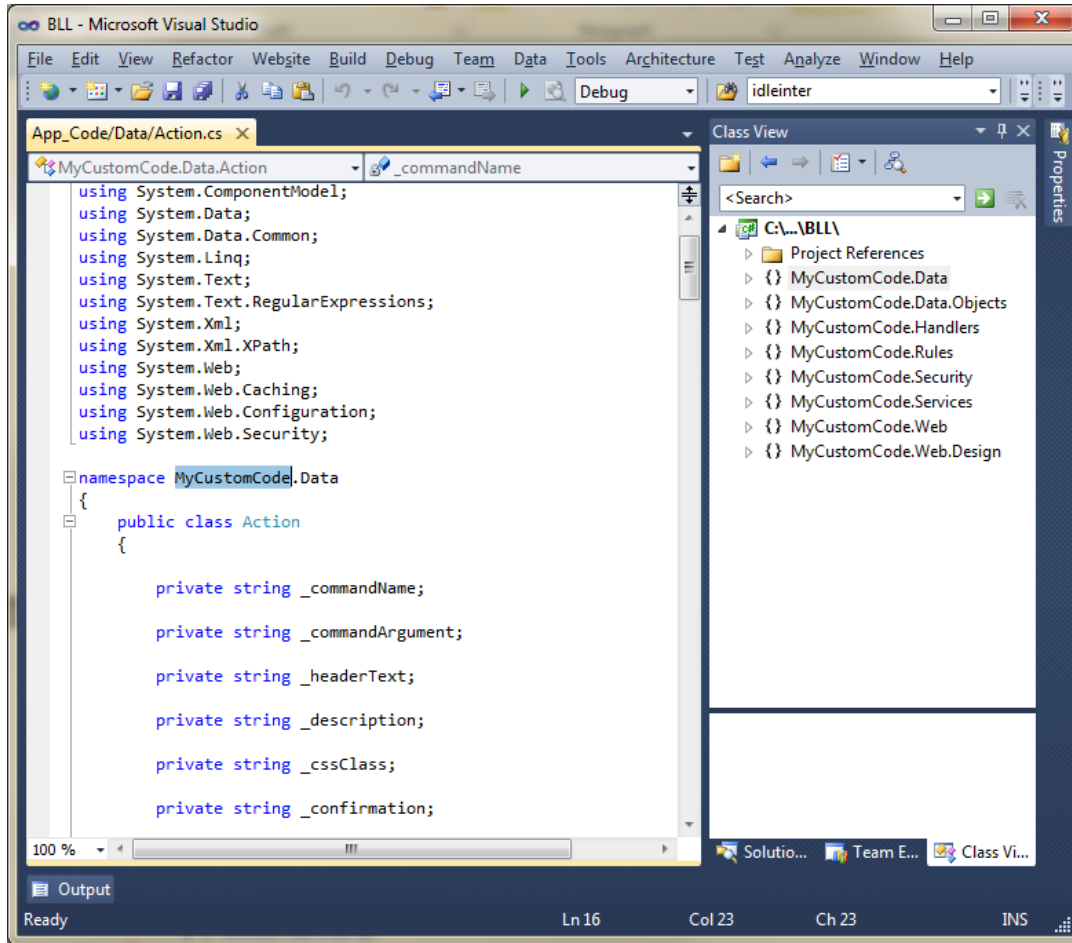 BLL - Microsoft Visual Studio
File Edit View Refactor Website Build Debug Team Data Tools Architecture Test Analyze Window Help
Debug idleinter
App_Code/Data/Action.cs
MyCustomCode.Data.Action _commandName
using System.ComponentModel;
using System.Data;
using System.Data.Common;
using System.Linq;
using System.Text;
using System.Text.RegularExpressions;
using System.Xml;
using System.Xml.XPath;
using System.Web;
using System.Web.Caching;
using System.Web.Configuration;
using System.Web.Security;
namespace MyCustomCode.Data
{
public class Action
{
private string _commandName;
private string _commandArgument;
private string _headerText;
private string _description;
private string _cssClass;
private string _confirmation;
100 %
Class View
<Search>
C:\...\BLL\
Project References
{} MyCustomCode.Data
{} MyCustomCode.Data.Objects
{} MyCustomCode.Handlers
{} MyCustomCode.Rules
{} MyCustomCode.Security
{} MyCustomCode.Services
{} MyCustomCode.Web
{} MyCustomCode.Web.Design
Solutio... Team E... Class Vi...
Properties
Output
Ready Ln 16 Col 23 Ch 23 INS